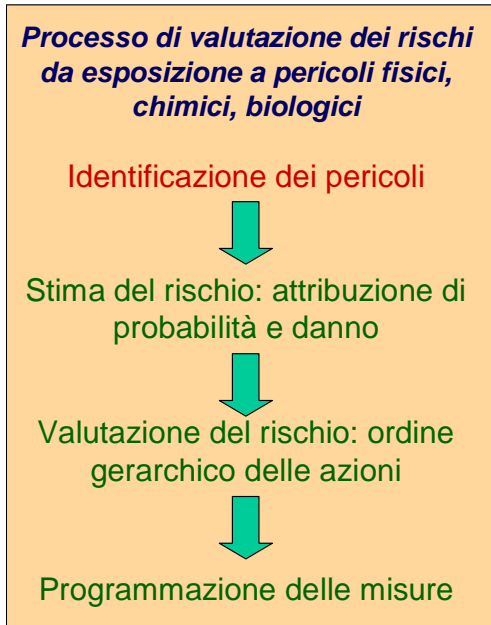 Processo di valutazione dei rischi
da esposizione a pericoli fisici,
chimici, biologici
Identificazione dei pericoli
Stima del rischio: attribuzione di
probabilità e danno
Valutazione del rischio: ordine
gerarchico delle azioni
Programmazione delle misure